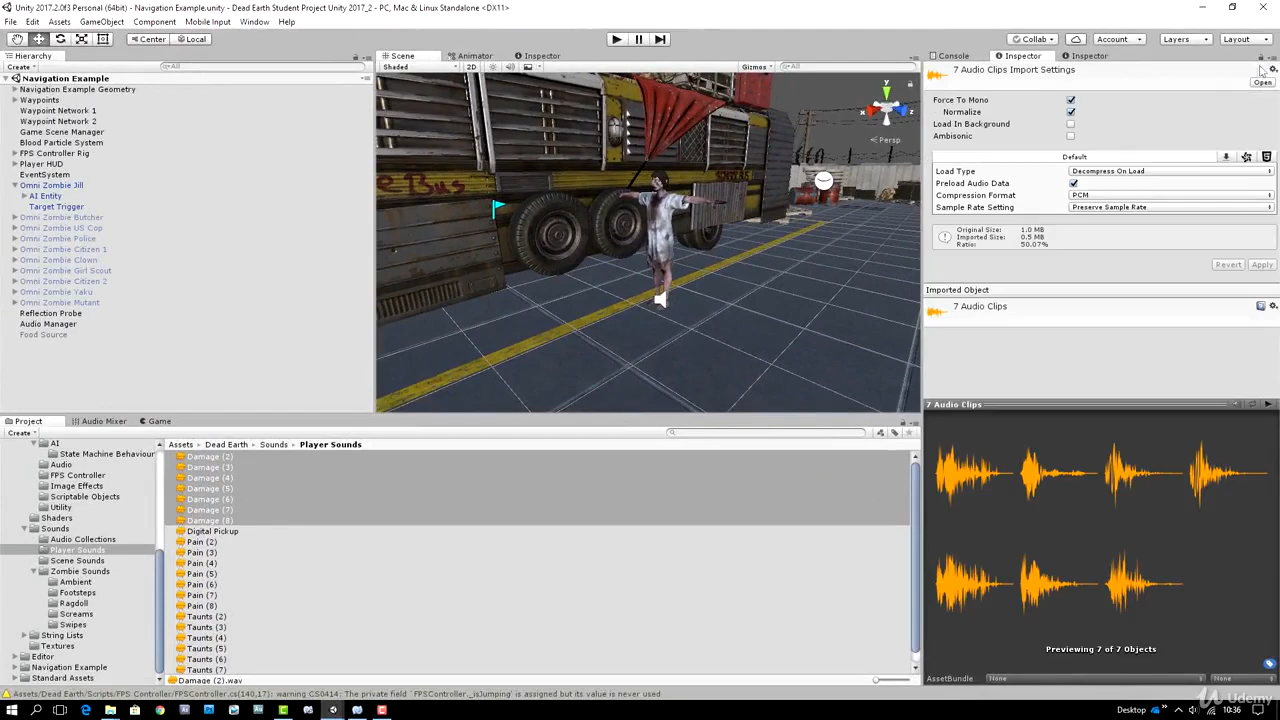 Unity 2017.2.0f3 Personal (64bit) - Navigation Example.unity - Dead Earth Student Project Unity 2017_2 - PC, Mac & Linux Standalone <DX11>
File Edit Assets GameObject Component Mobile Input Window Help
Center Local Collab Account Layers Layout
Hierarchy
Create All
Navigation Example
Navigation Example Geometry
Waypoints
Waypoint Network 1
Waypoint Network 2
Game Scene Manager
Blood Particle System
FPS Controller Rig
Player HUD
EventSystem
Omni Zombie Jill
AI Entity
Target Trigger
Omni Zombie Butcher
Omni Zombie US Cop
Omni Zombie Police
Omni Zombie Citizen 1
Omni Zombie Clown
Omni Zombie Girl Scout
Omni Zombie Citizen 2
Omni Zombie Yaku
Omni Zombie Mutant
Reflection Probe
Audio Manager
Food Source
Scene Animator Inspector
Shaded 2D Gizmos All
y
x z
Persp
Console Inspector Inspector
7 Audio Clips Import Settings
Open
Force To Mono
Normalize
Load In Background
Ambisonic
Default
Load Type Decompress On Load
Preload Audio Data
Compression Format PCM
Sample Rate Setting Preserve Sample Rate
Original Size: 1.0 MB
Imported Size: 0.5 MB
Ratio: 50.07%
Revert Apply
Imported Object
7 Audio Clips
7 Audio Clips
Previewing 7 of 7 Objects
AssetBundle None None
Project Audio Mixer Game
Create
AI
State Machine Behaviour
Audio
FPS Controller
Image Effects
Scriptable Objects
Utility
Shaders
Sounds
Audio Collections
Player Sounds
Scene Sounds
Zombie Sounds
Ambient
Footsteps
Ragdoll
Screams
Swipes
String Lists
Textures
Editor
Navigation Example
Standard Assets
Assets Dead Earth Sounds Player Sounds
Damage (2)
Damage (3)
Damage (4)
Damage (5)
Damage (6)
Damage (7)
Damage (8)
Digital Pickup
Pain (2)
Pain (3)
Pain (4)
Pain (5)
Pain (6)
Pain (7)
Pain (8)
Taunts (2)
Taunts (3)
Taunts (4)
Taunts (5)
Taunts (6)
Taunts (7)
Damage (2).wav
Assets/Dead Earth/Scripts/FPS Controller/FPSController.cs(140,17): warning CS0414: The private field `FPSController._isJumping' is assigned but its value is never used
Udemy
Desktop 10:36